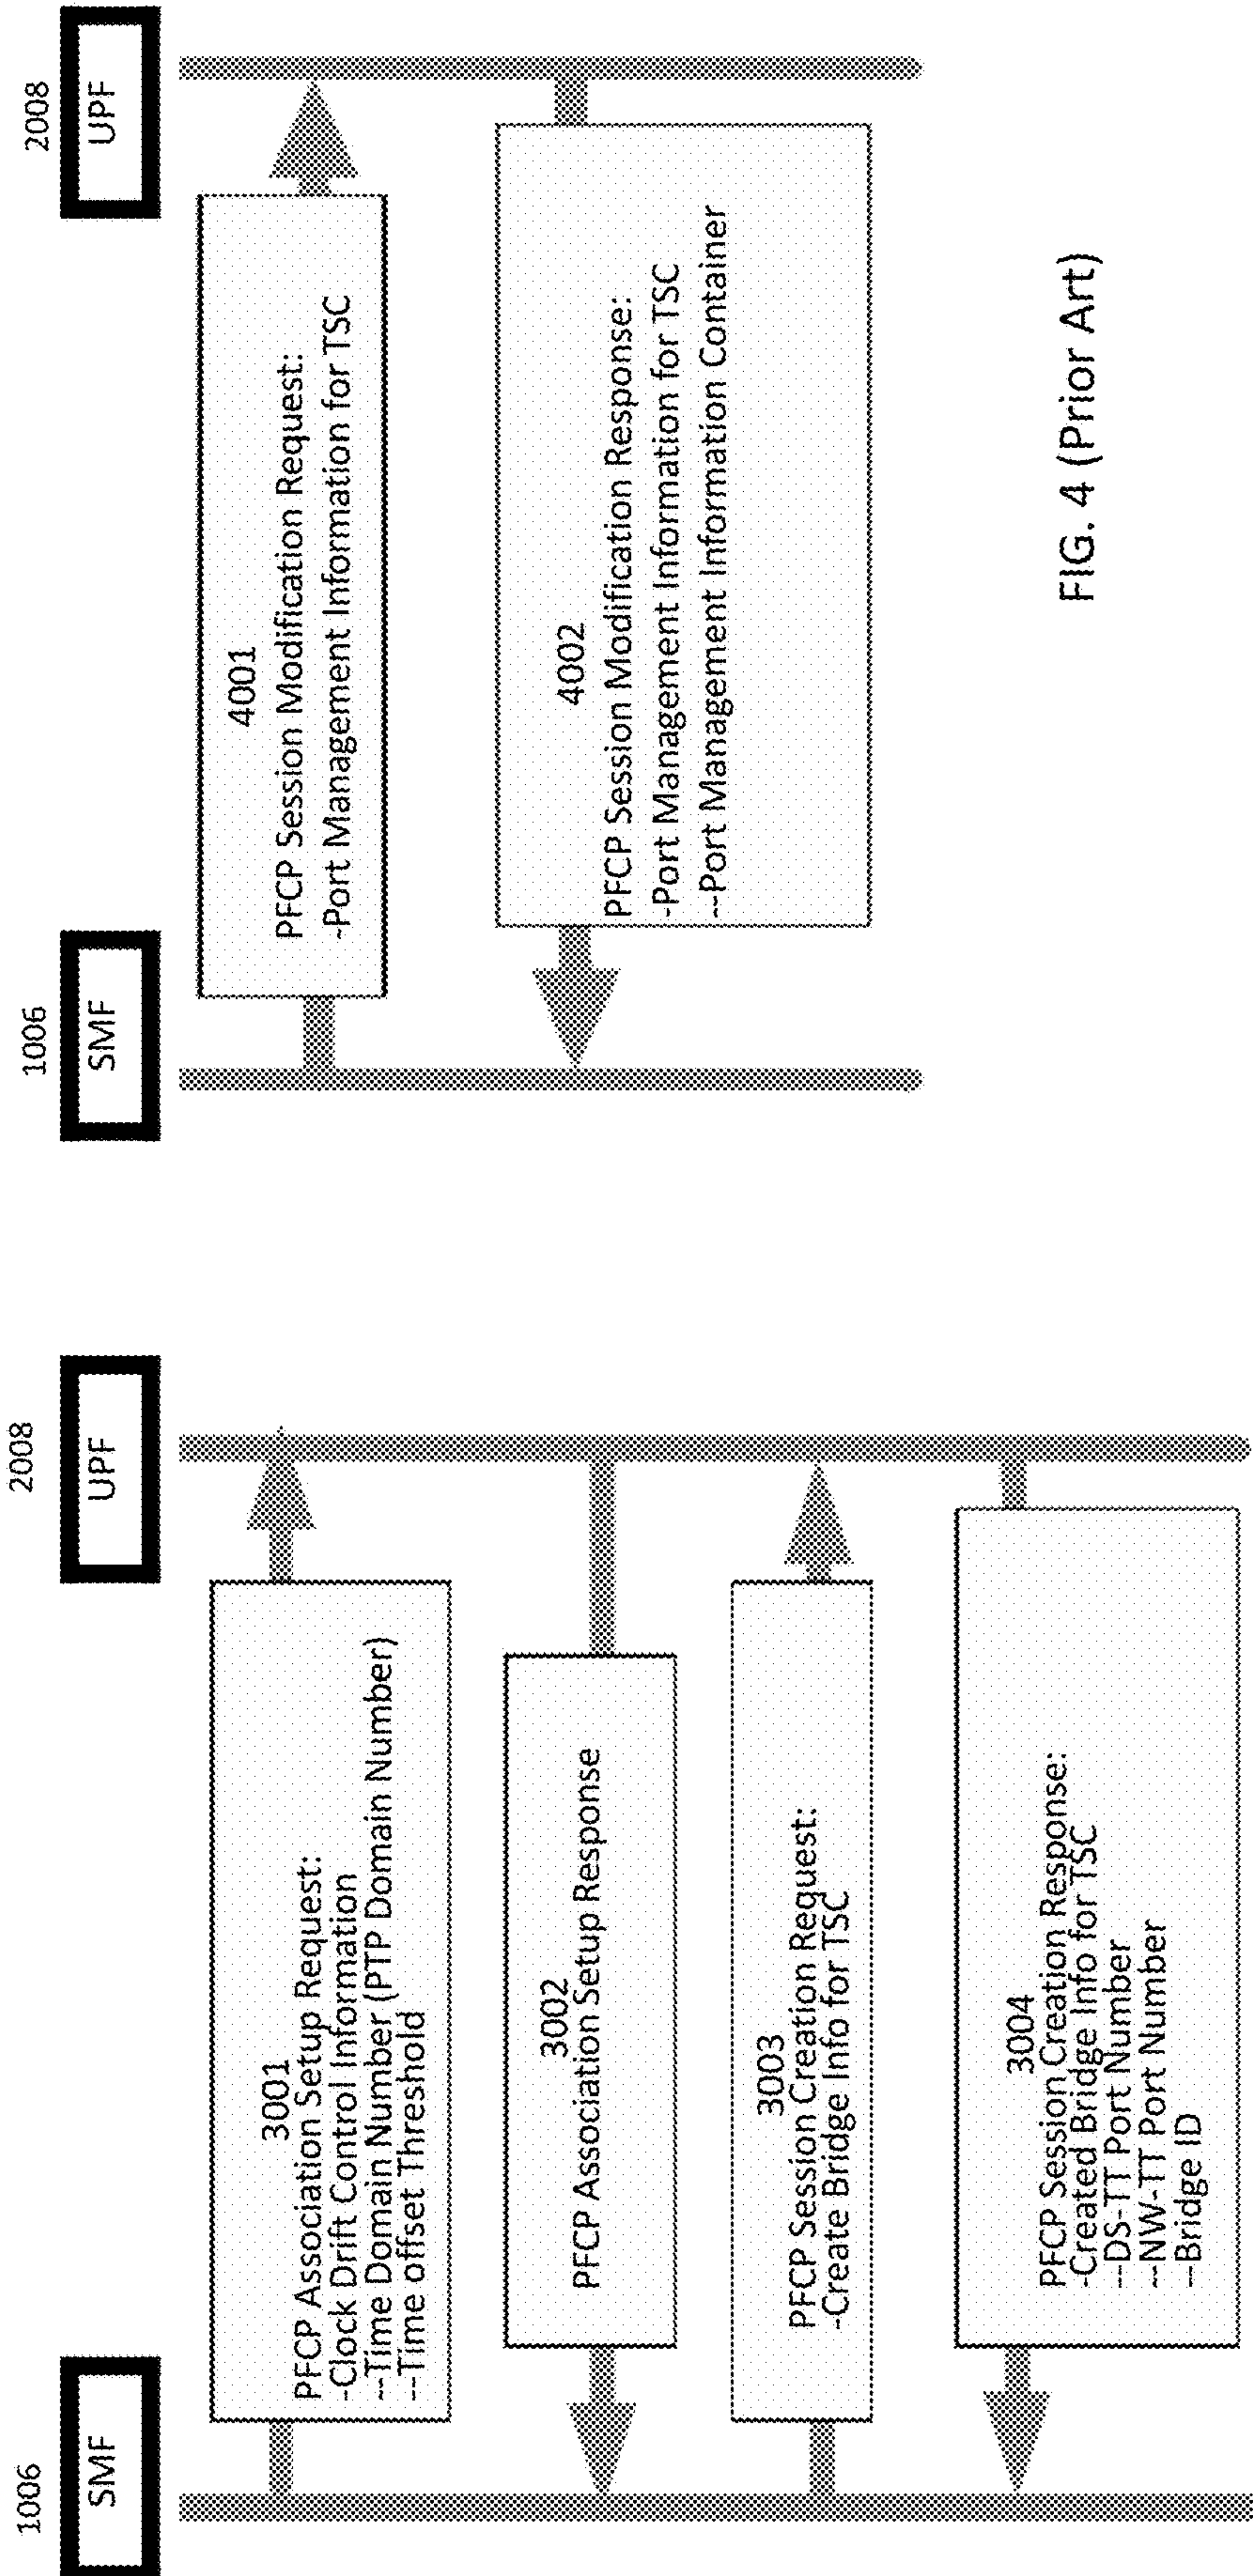 1006
SMF
2008
UPF
3001
PFCP Association Setup Request:
-Clock Drift Control Information
--Time Domain Number (PTP Domain Number)
--Time offset Threshold
3002
PFCP Association Setup Response
3003
PFCP Session Creation Request:
-Create Bridge Info for TSC
3004
PFCP Session Creation Response:
-Created Bridge Info for TSC
--DS-TT Port Number
--NW-TT Port Number
--Bridge ID
1006
SMF
2008
UPF
4001
PFCP Session Modification Request:
-Port Management Information for TSC
4002
PFCP Session Modification Response:
-Port Management Information for TSC
--Port Management Information Container
FIG. 4 (Prior Art)